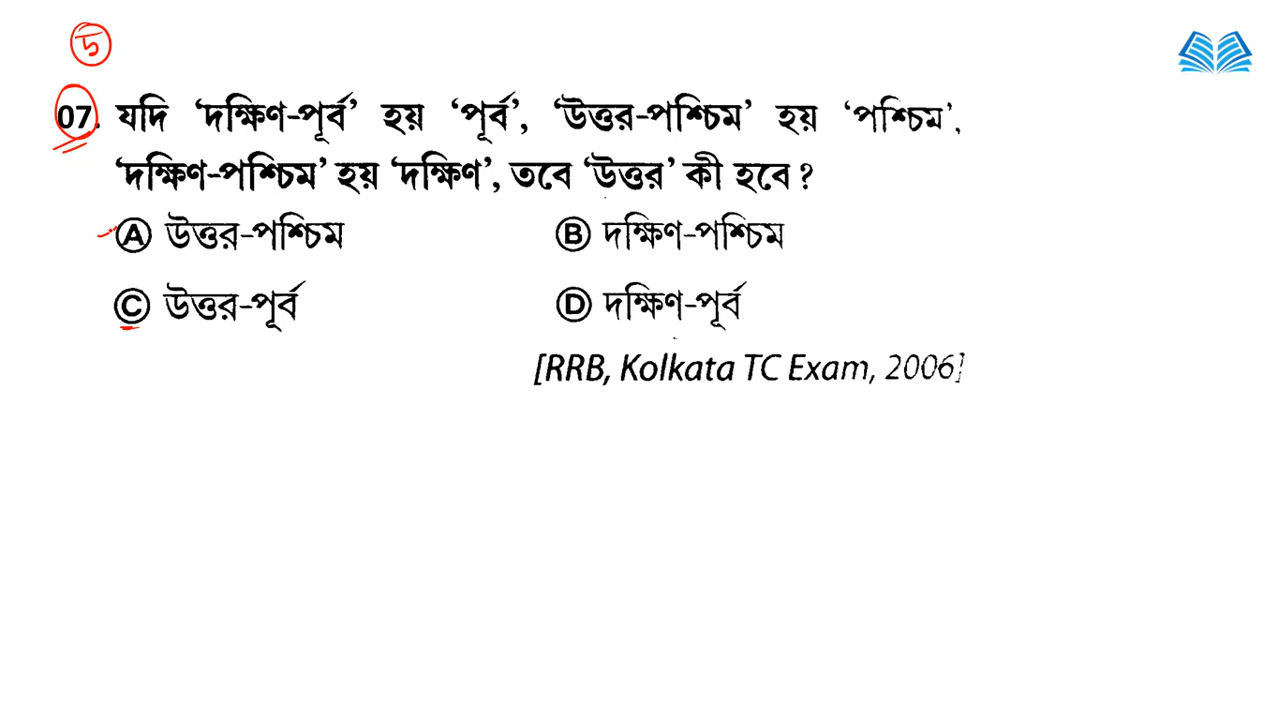 ড
07. যদি ‘দক্ষিণ-পূর্ব’ হয় ‘পূর্ব’, ‘উত্তর-পশ্চিম’ হয় ‘পশ্চিম’,
‘দক্ষিণ-পশ্চিম’ হয় ‘দক্ষিণ’, তবে ‘উত্তর’ কী হবে?
Ⓐ উত্তর-পশ্চিম Ⓑ দক্ষিণ-পশ্চিম
Ⓒ উত্তর-পূর্ব Ⓓ দক্ষিণ-পূর্ব
[RRB, Kolkata TC Exam, 2006]